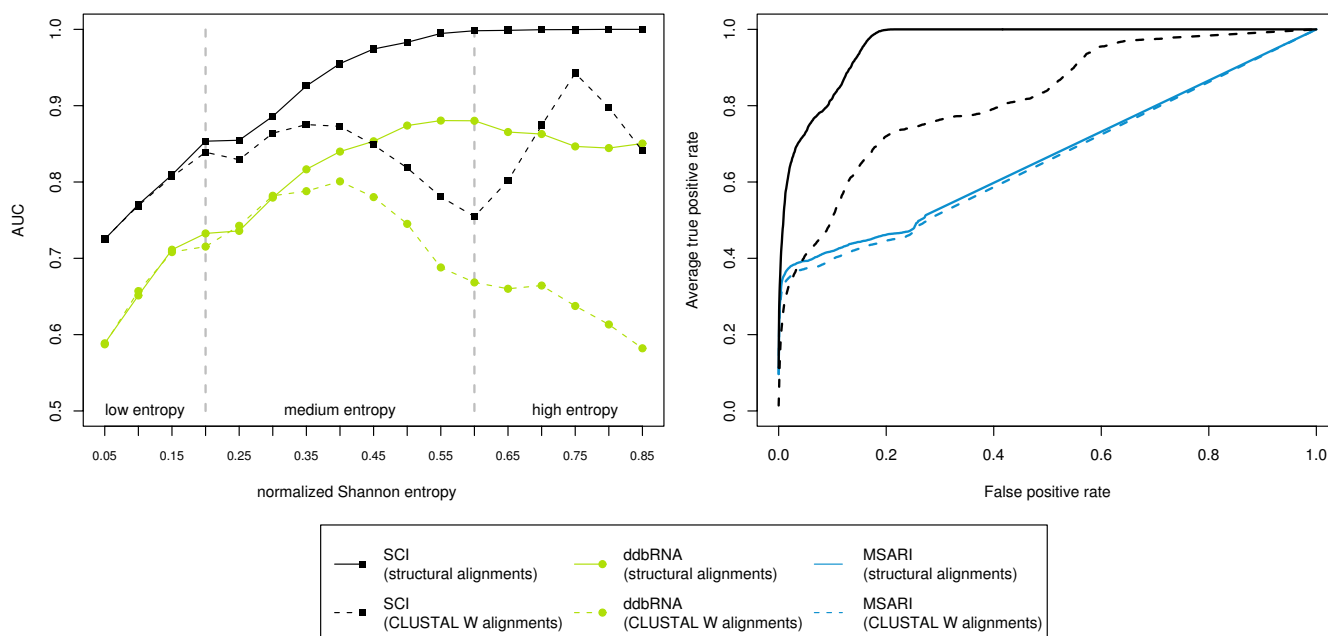 1.0
0.9
0.8
0.7
0.6
0.5
AUC
low entropy medium entropy high entropy
0.05 0.15 0.25 0.35 0.45 0.55 0.65 0.75 0.85
normalized Shannon entropy
1.0
0.8
0.6
0.4
0.2
0.0
Average true positive rate
0.0 0.2 0.4 0.6 0.8 1.0
False positive rate
SCI
(structural alignments)
ddbRNA
(structural alignments)
MSARI
(structural alignments)
SCI
(CLUSTAL W alignments)
ddbRNA
(CLUSTAL W alignments)
MSARI
(CLUSTAL W alignments)